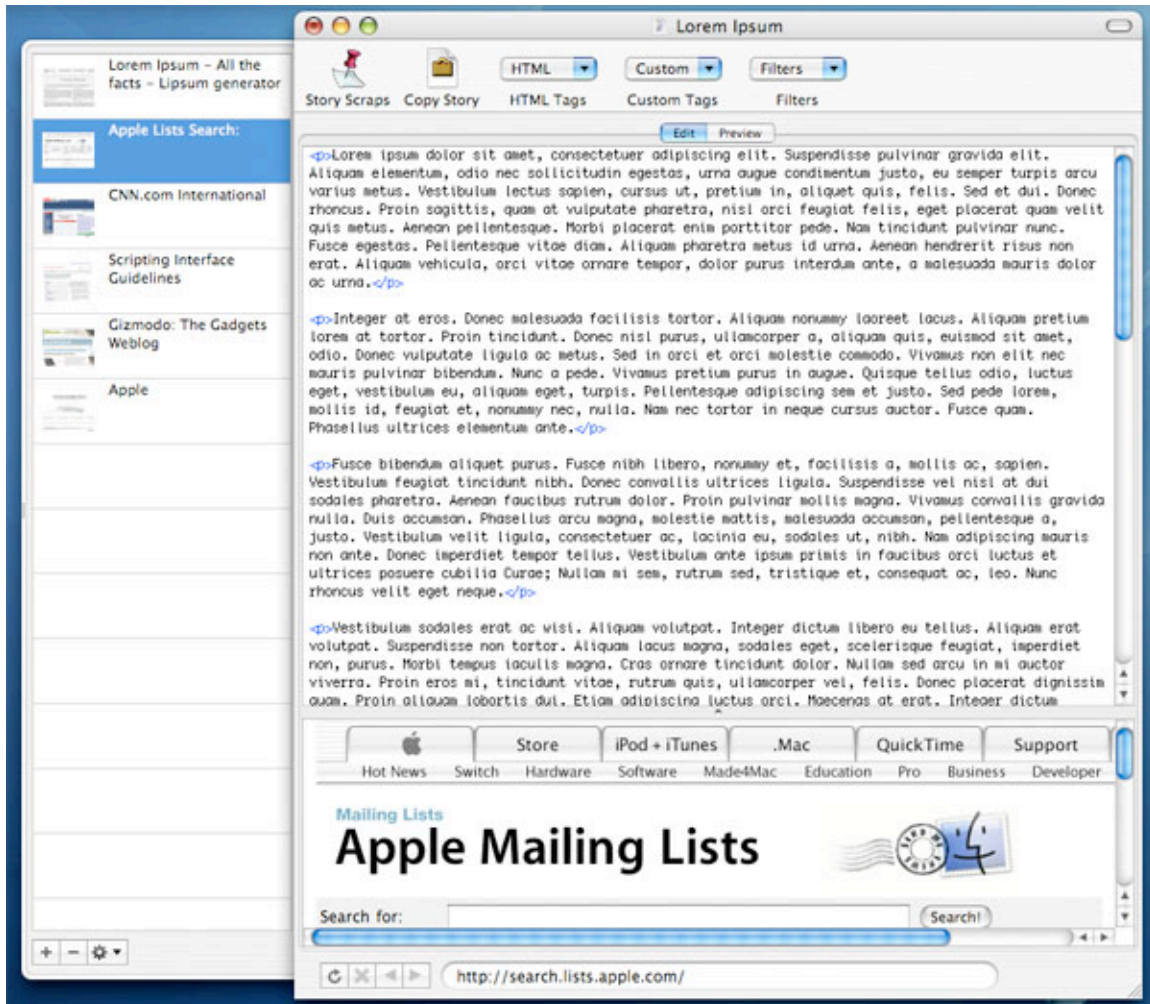 Lorem Ipsum – All the
facts – Lipsum generator
Apple Lists Search:
CNN.com International
Scripting Interface
Guidelines
Gizmodo: The Gadgets
Weblog
Apple
Lorem Ipsum
HTML
Custom
Filters
Story Scraps
Copy Story
HTML Tags
Custom Tags
Filters
Edit
Preview
<p>Lorem ipsum dolor sit amet, consectetuer adipiscing elit. Suspendisse pulvinar gravida elit.
Aliquam elementum, odio nec sollicitudin egestas, urna augue condimentum justo, eu semper turpis arcu
varius metus. Vestibulum lectus sapien, cursus ut, pretium in, aliquet quis, felis. Sed et dui. Donec
rhoncus. Proin sagittis, quam at vulputate pharetra, nisl orci feugiat felis, eget placerat quam velit
quis metus. Aenean pellentesque. Morbi placerat enim porttitor pede. Nam tincidunt pulvinar nunc.
Fusce egestas. Pellentesque vitae diam. Aliquam pharetra metus id urna. Aenean hendrerit risus non
erat. Aliquam vehicula, orci vitae ornare tempor, dolor purus interdum ante, a malesuada mauris dolor
ac urna.</p>
<p>Integer at eros. Donec malesuada facilisis tortor. Aliquam nonummy laoreet lacus. Aliquam pretium
lorem at tortor. Proin tincidunt. Donec nisl purus, ullamcorper a, aliquam quis, euismod sit amet,
odio. Donec vulputate ligula ac metus. Sed in orci et orci molestie commodo. Vivamus non elit nec
mauris pulvinar bibendum. Nunc a pede. Vivamus pretium purus in augue. Quisque tellus odio, luctus
eget, vestibulum eu, aliquam eget, turpis. Pellentesque adipiscing sem et justo. Sed pede lorem,
mollis id, feugiat et, nonummy nec, nulla. Nam nec tortor in neque cursus auctor. Fusce quam.
Phasellus ultrices elementum ante.</p>
<p>Fusce bibendum aliquet purus. Fusce nibh libero, nonummy et, facilisis a, mollis ac, sapien.
Vestibulum feugiat tincidunt nibh. Donec convallis ultrices ligula. Suspendisse vel nisl at dui
sodales pharetra. Aenean faucibus rutrum dolor. Proin pulvinar mollis magna. Vivamus convallis gravida
nulla. Duis accumsan. Phasellus arcu magna, molestie mattis, malesuada accumsan, pellentesque a,
justo. Vestibulum velit ligula, consectetuer ac, lacinia eu, sodales ut, nibh. Nam adipiscing mauris
non ante. Donec imperdiet tempor tellus. Vestibulum ante ipsum primis in faucibus orci luctus et
ultrices posuere cubilia Curae; Nullam mi sem, rutrum sed, tristique et, consequat ac, leo. Nunc
rhoncus velit eget neque.</p>
<p>Vestibulum sodales erat ac wisi. Aliquam volutpat. Integer dictum libero eu tellus. Aliquam erat
volutpat. Suspendisse non tortor. Aliquam lacus magna, sodales eget, scelerisque feugiat, imperdiet
non, purus. Morbi tempus iaculis magna. Cras ornare tincidunt dolor. Nullam sed arcu in mi auctor
viverra. Proin eros mi, tincidunt vitae, rutrum quis, ullamcorper vel, felis. Donec placerat dignissim
quam. Proin aliquam lobortis dui. Etiam adipiscing luctus orci. Maecenas at erat. Integer dictum
Store
iPod + iTunes
.Mac
QuickTime
Support
Hot News
Switch
Hardware
Software
Made4Mac
Education
Pro
Business
Developer
Mailing Lists
Apple Mailing Lists
Search for:
Search!
http://search.lists.apple.com/